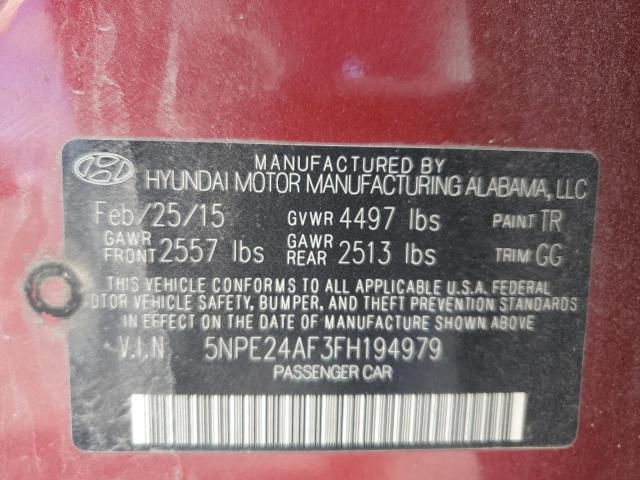 MANUFACTURED BY
HYUNDAI MOTOR MANUFACTURING ALABAMA, LLC
Feb/25/15 GVWR 4497 lbs PAINT TR
GAWR FRONT 2557 lbs GAWR REAR 2513 lbs TRIM GG
THIS VEHICLE CONFORMS TO ALL APPLICABLE U.S.A. FEDERAL
MOTOR VEHICLE SAFETY, BUMPER, AND THEFT PREVENTION STANDARDS
IN EFFECT ON THE DATE OF MANUFACTURE SHOWN ABOVE.
V.I.N 5NPE24AF3FH194979
PASSENGER CAR